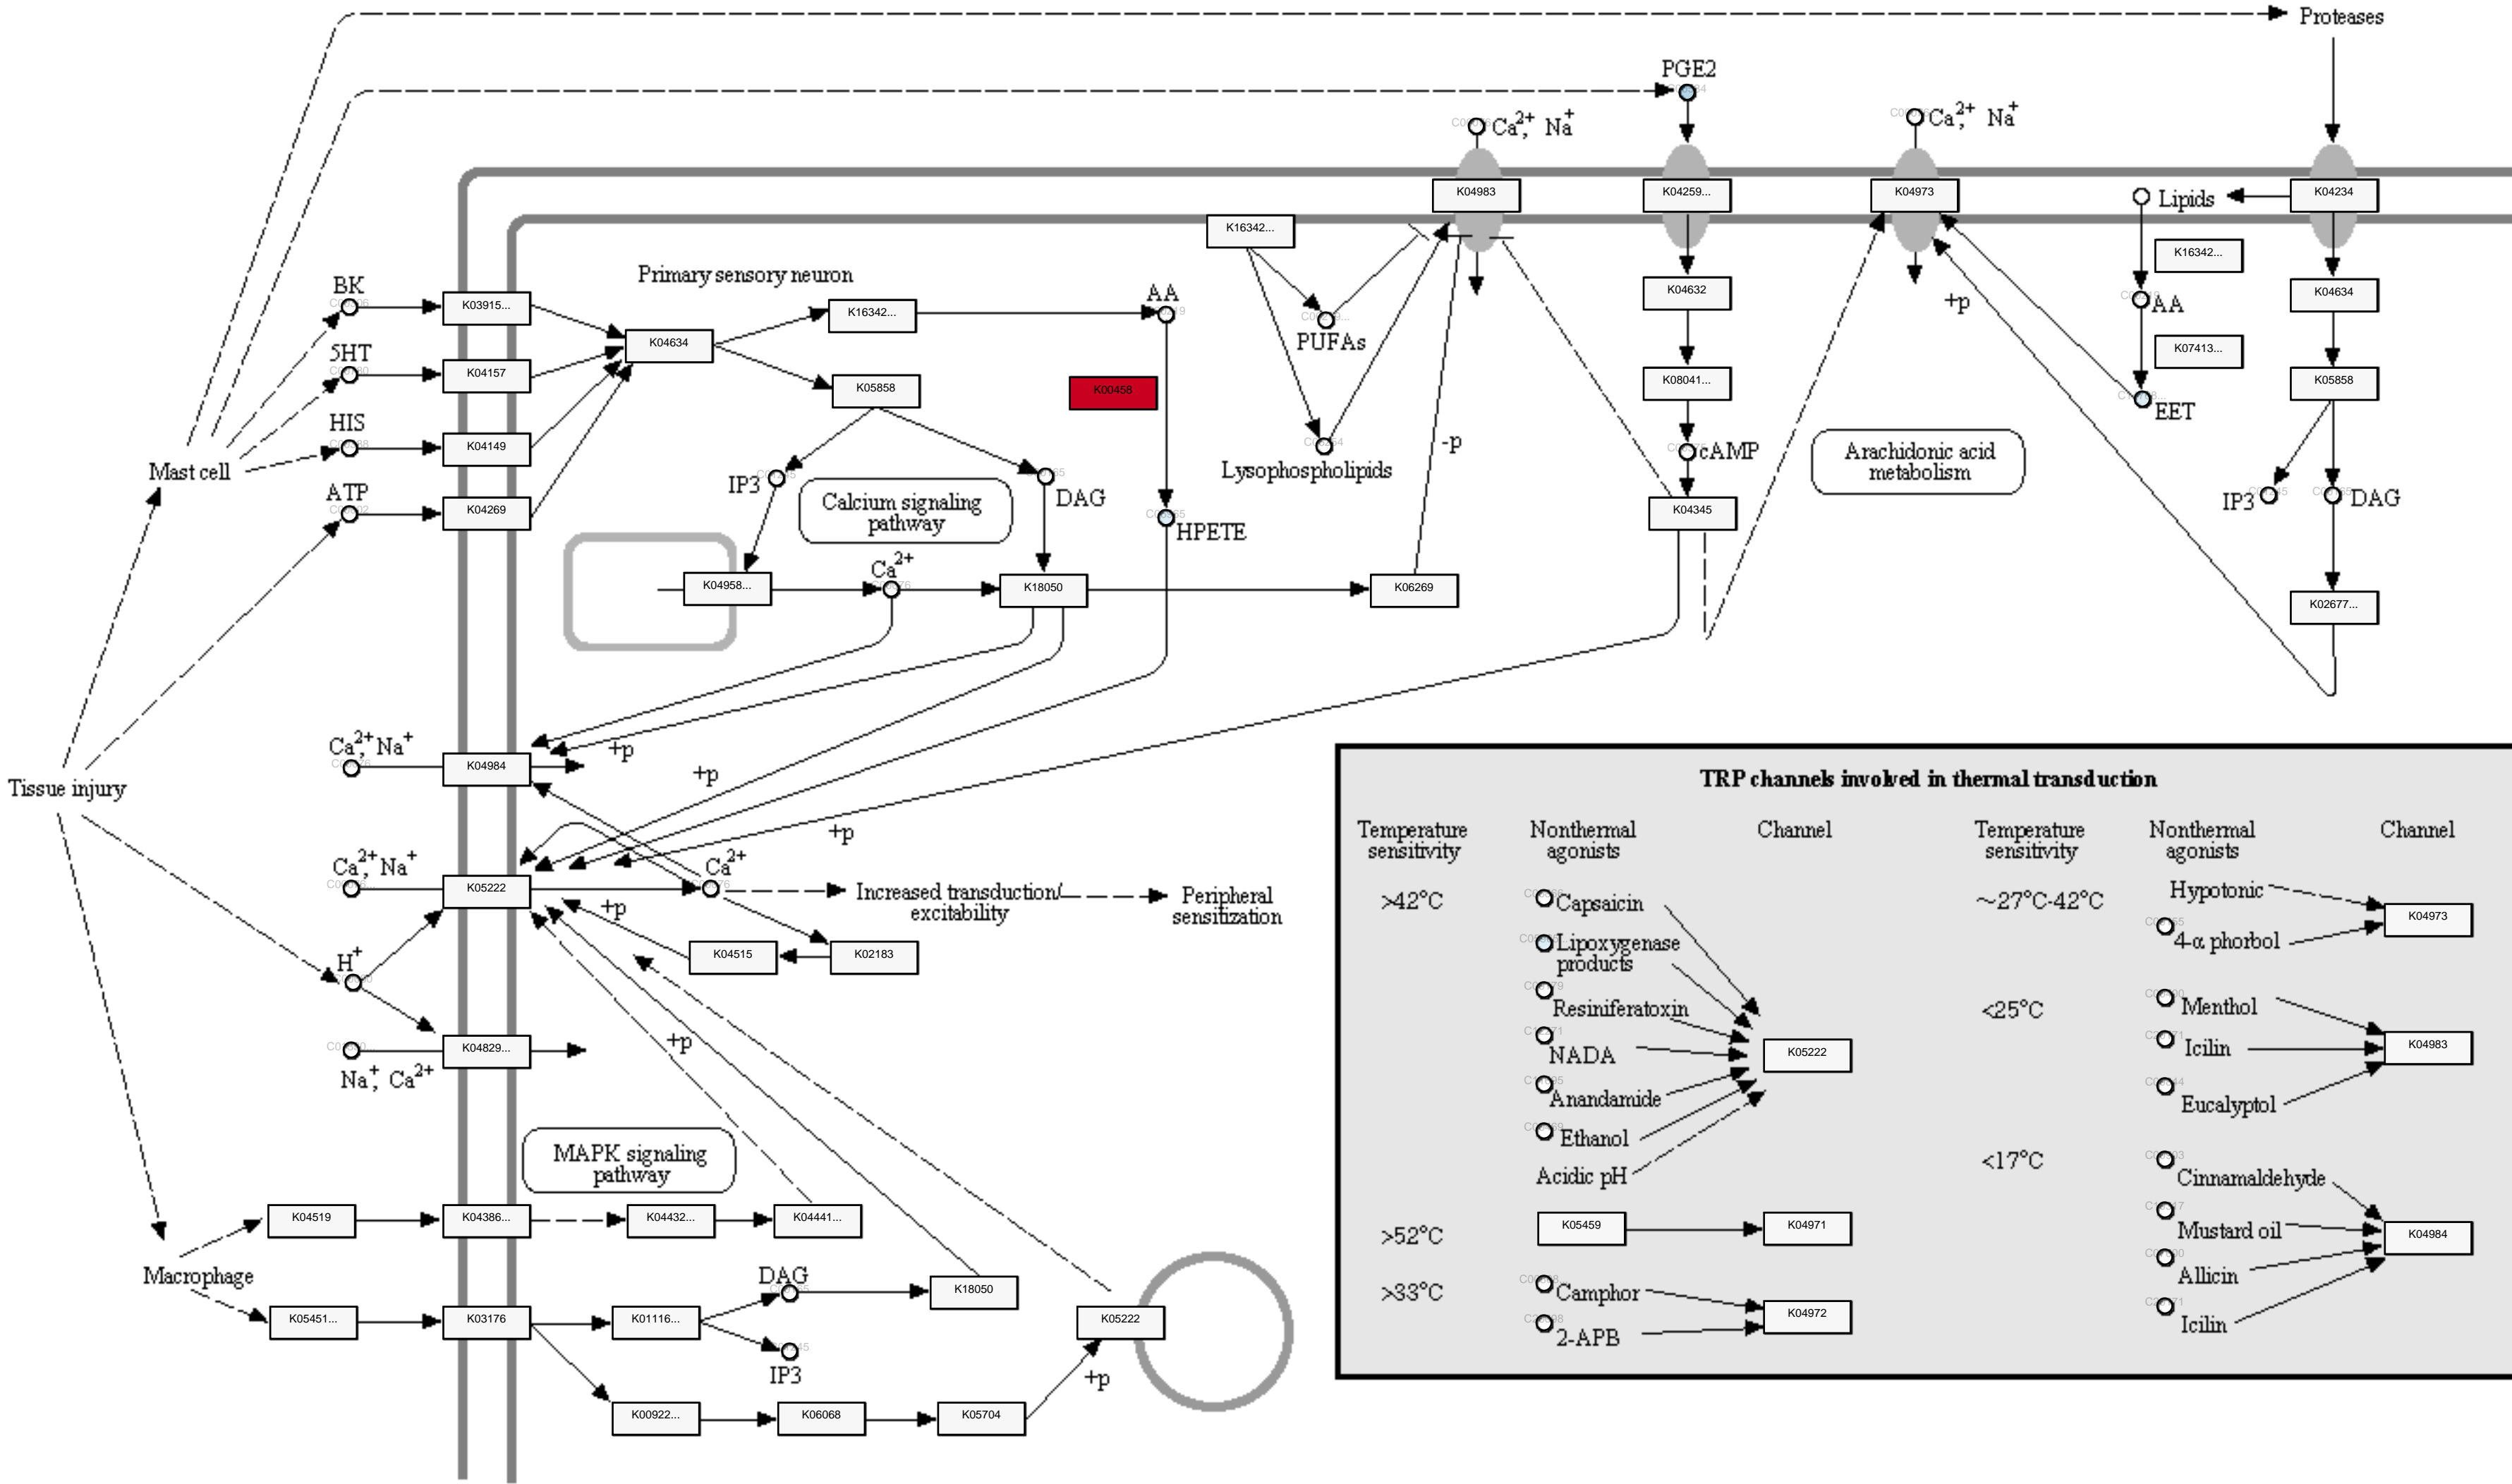 Proteases
PGE2
Ca2+, Na+
Ca2+, Na+
K04983
K04259...
K04973
Lipids
K04234
K16342...
K16342...
Primary sensory neuron
BK
K03915...
K16342...
AA
PUFAs
K04632
AA
K04634
+p
5HT
K04157
K04634
K05858
K00458
K08041...
K07413...
K05858
EET
HIS
K04149
Mast cell
-p
Lysophospholipids
cAMP
Arachidonic acid
metabolism
IP3
DAG
ATP
K04269
IP3
DAG
Calcium signaling
pathway
HPETE
K04345
K04958...
Ca2+
K18050
K06269
K02677...
Ca2+, Na+
K04984
+p
+p
Tissue injury
+p
Ca2+, Na+
K05222
Ca2+
Increased transduction/
excitability
Peripheral
sensitization
+p
K04515
K02183
H+
K04829...
Na+, Ca2+
+p
MAPK signaling
pathway
K04519
K04386...
K04432...
K04441...
Macrophage
DAG
K18050
K05451...
K03176
K01116...
K05222
IP3
+p
K00922...
K06068
K05704
TRP channels involved in thermal transduction
Temperature
sensitivity
Nonthermal
agonists
Channel
Temperature
sensitivity
Nonthermal
agonists
Channel
>42°C
Capsaicin
Lipoxygenase
products
Resiniferatoxin
NADA
K05222
Anandamide
Ethanol
Acidic pH
>52°C
K05459
K04971
>33°C
Camphor
K04972
2-APB
~27°C-42°C
Hypotonic
K04973
4-α phorbol
<25°C
Menthol
Icilin
K04983
Eucalyptol
<17°C
Cinnamaldehyde
Mustard oil
K04984
Allicin
Icilin